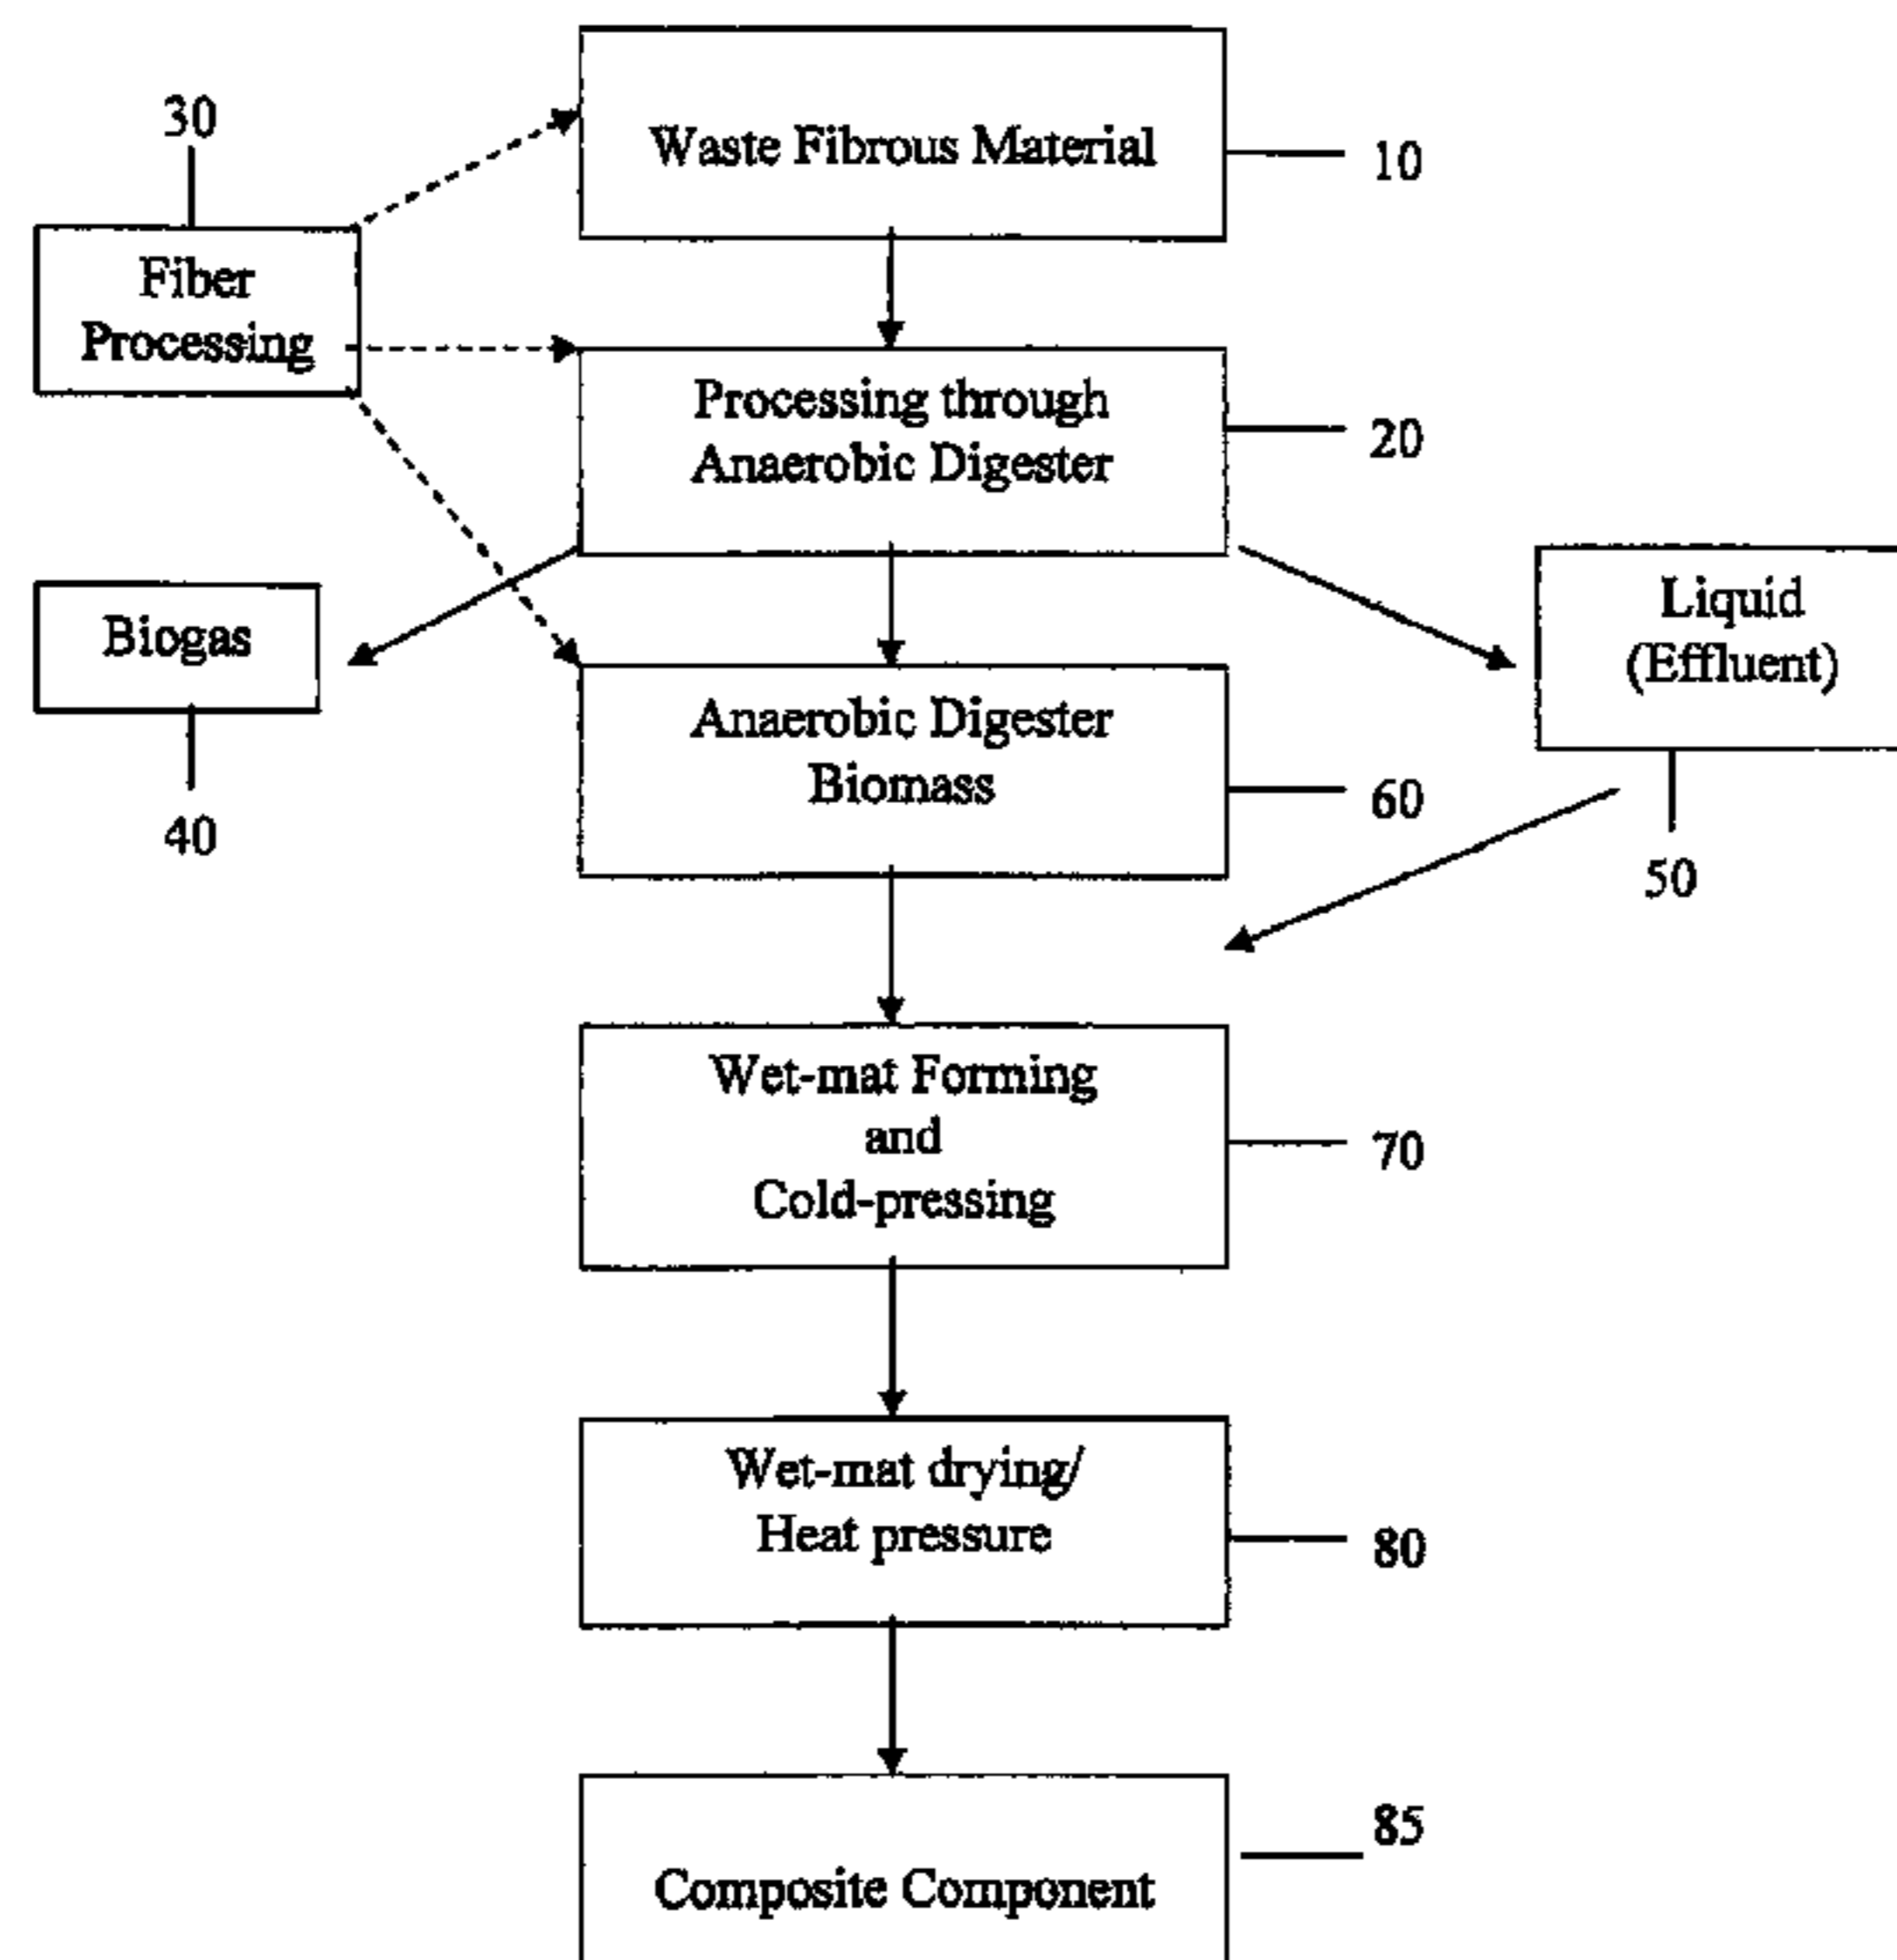 30
Waste Fibrous Material
10
Fiber
Processing
Processing through
Anaerobic Digester
20
Biogas
40
Liquid
(Effluent)
50
Anaerobic Digester
Biomass
60
Wet-mat Forming
and
Cold-pressing
70
Wet-mat drying/
Heat pressure
80
Composite Component
85